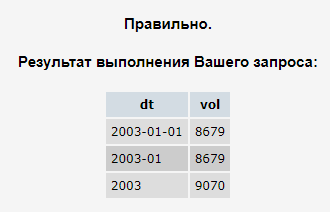 Правильно.
Результат выполнения Вашего запроса:
dt vol
2003-01-01 8679
2003-01 8679
2003 9070